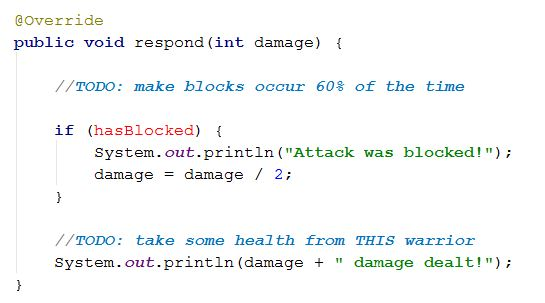 @Override
public void respond(int damage) {
//TODO: make blocks occur 60% of the time
if (hasBlocked) {
System.out.println("Attack was blocked!");
damage = damage / 2;
}
//TODO: take some health from THIS warrior
System.out.println(damage + " damage dealt!");
}